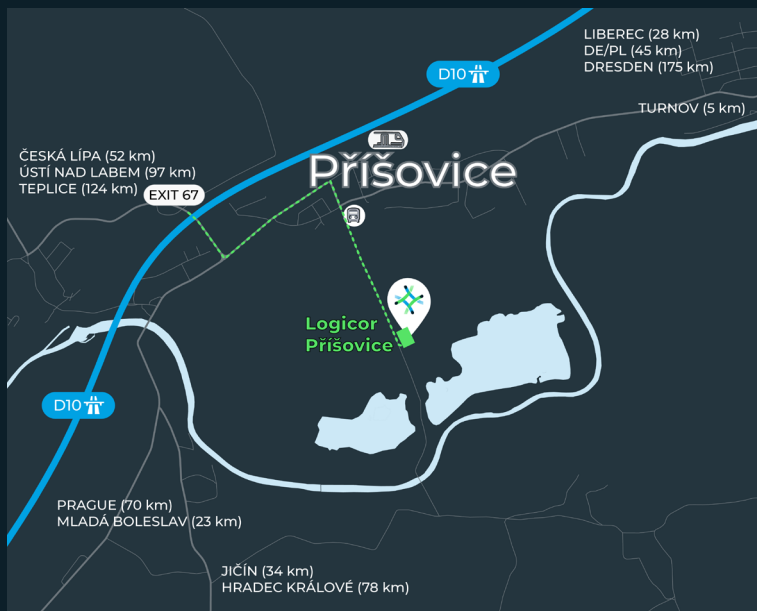 LIBEREC (28 km)
DE/PL (45 km)
DRESDEN (175 km)
D10
TURNOV (5 km)
ČESKÁ LÍPA (52 km)
ÚSTÍ NAD LABEM (97 km)
TEPLICE (124 km)
EXIT 67
Příšovice
Logicor
Příšovice
D10
PRAGUE (70 km)
MLADÁ BOLESLAV (23 km)
JIČÍN (34 km)
HRADEC KRÁLOVÉ (78 km)